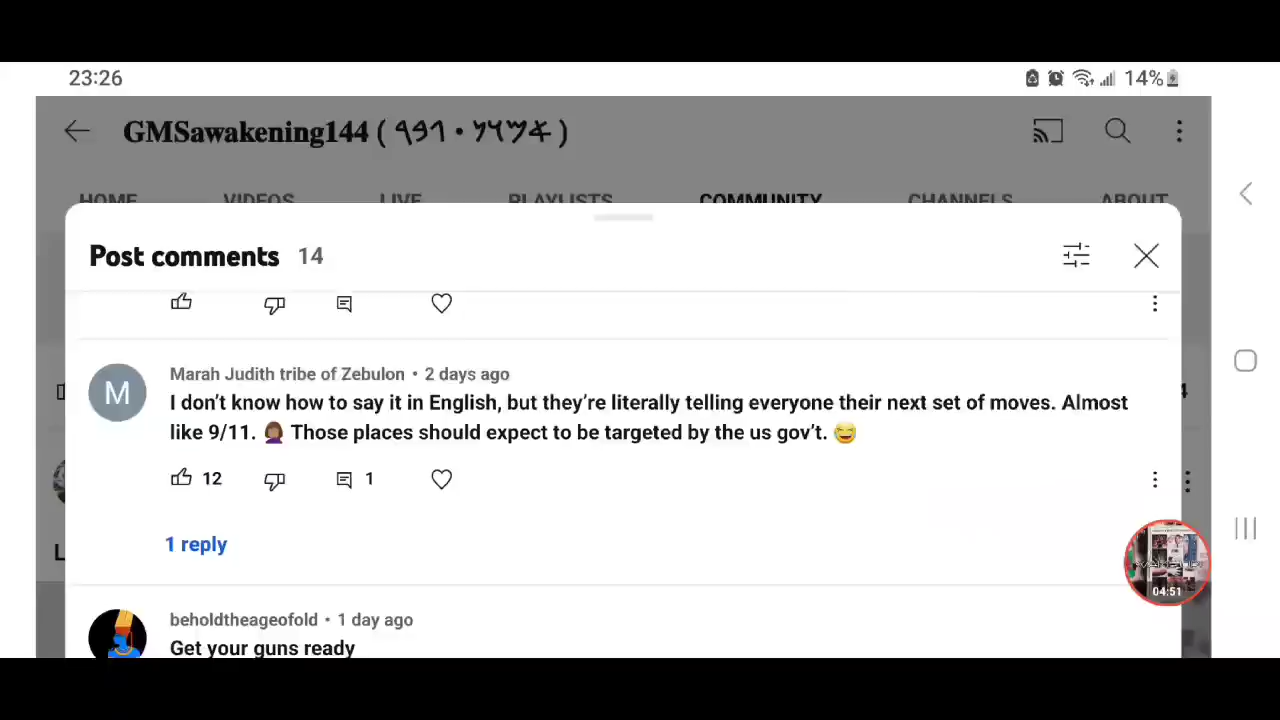 23:26
14%
GMSawakening144 ( 𐤒𐤓𐤁
HOME VIDEOS LIVE PLAYLISTS COMMUNITY CHANNELS ABOUT
Post comments 14
Marah Judith tribe of Zebulon • 2 days ago
I don't know how to say it in English, but they're literally telling everyone their next set of moves. Almost
like 9/11. 🤦🏽‍♀️ Those places should expect to be targeted by the us gov't. 😅
12
1
1 reply
04:51
beholdtheageofold • 1 day ago
Get your guns ready